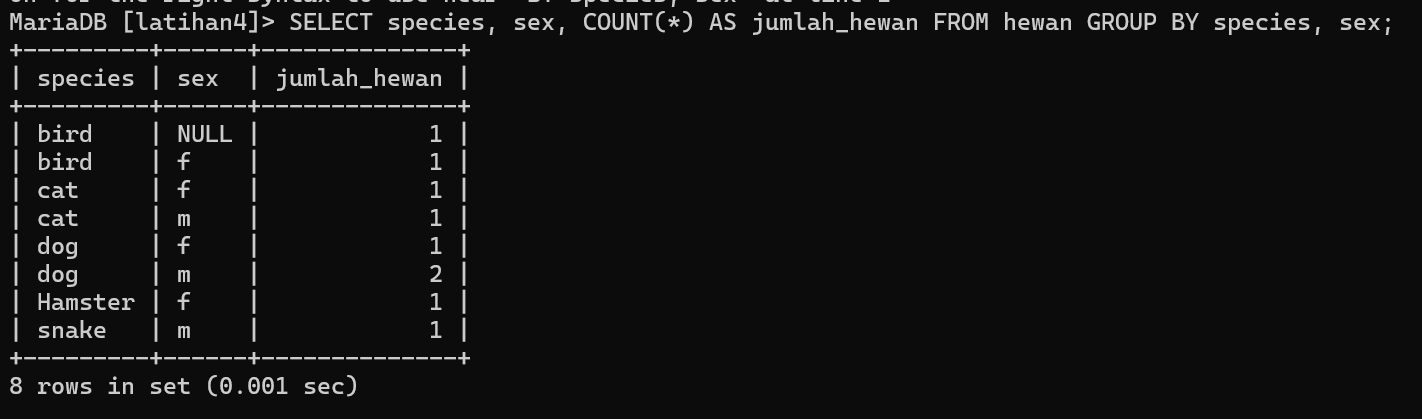 MariaDB [latihan4]> SELECT species, sex, COUNT(*) AS jumlah_hewan FROM hewan GROUP BY species, sex;
+---------+------+--------------+
| species | sex  | jumlah_hewan |
+---------+------+--------------+
| bird    | NULL |            1 |
| bird    | f    |            1 |
| cat     | f    |            1 |
| cat     | m    |            1 |
| dog     | f    |            1 |
| dog     | m    |            2 |
| Hamster | f    |            1 |
| snake   | m    |            1 |
+---------+------+--------------+
8 rows in set (0.001 sec)